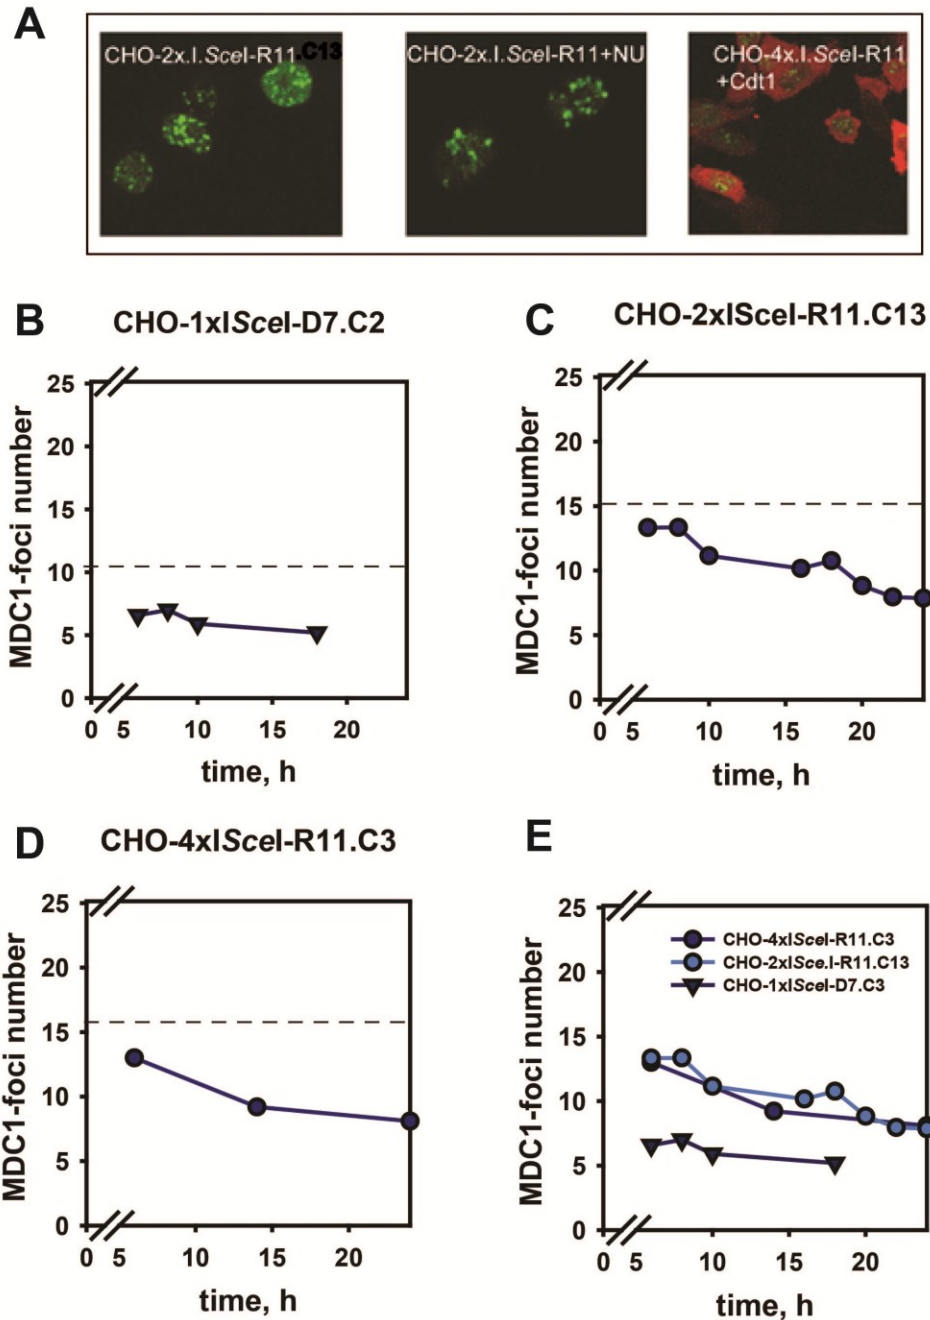 A
CHO-2x.I.SceI-R11.C13
CHO-2x.I.SceI-R11+NU
CHO-4x.I.SceI-R11
+Cdt1
B
CHO-1xISceI-D7.C2
MDC1-foci number
25
20
15
10
5
0
0 5 10 20
time, h
C
CHO-2xISceI-R11.C13
MDC1-foci number
25
20
15
10
5
0
0 5 10 20
time, h
D
CHO-4xISceI-R11.C3
MDC1-foci number
25
20
15
10
5
0
0 5 10 20
time, h
E
MDC1-foci number
25
20
15
10
5
0
CHO-4xISceI-R11.C3
CHO-2xISce.I-R11.C13
CHO-1xISceI-D7.C3
0 5 10 20
time, h